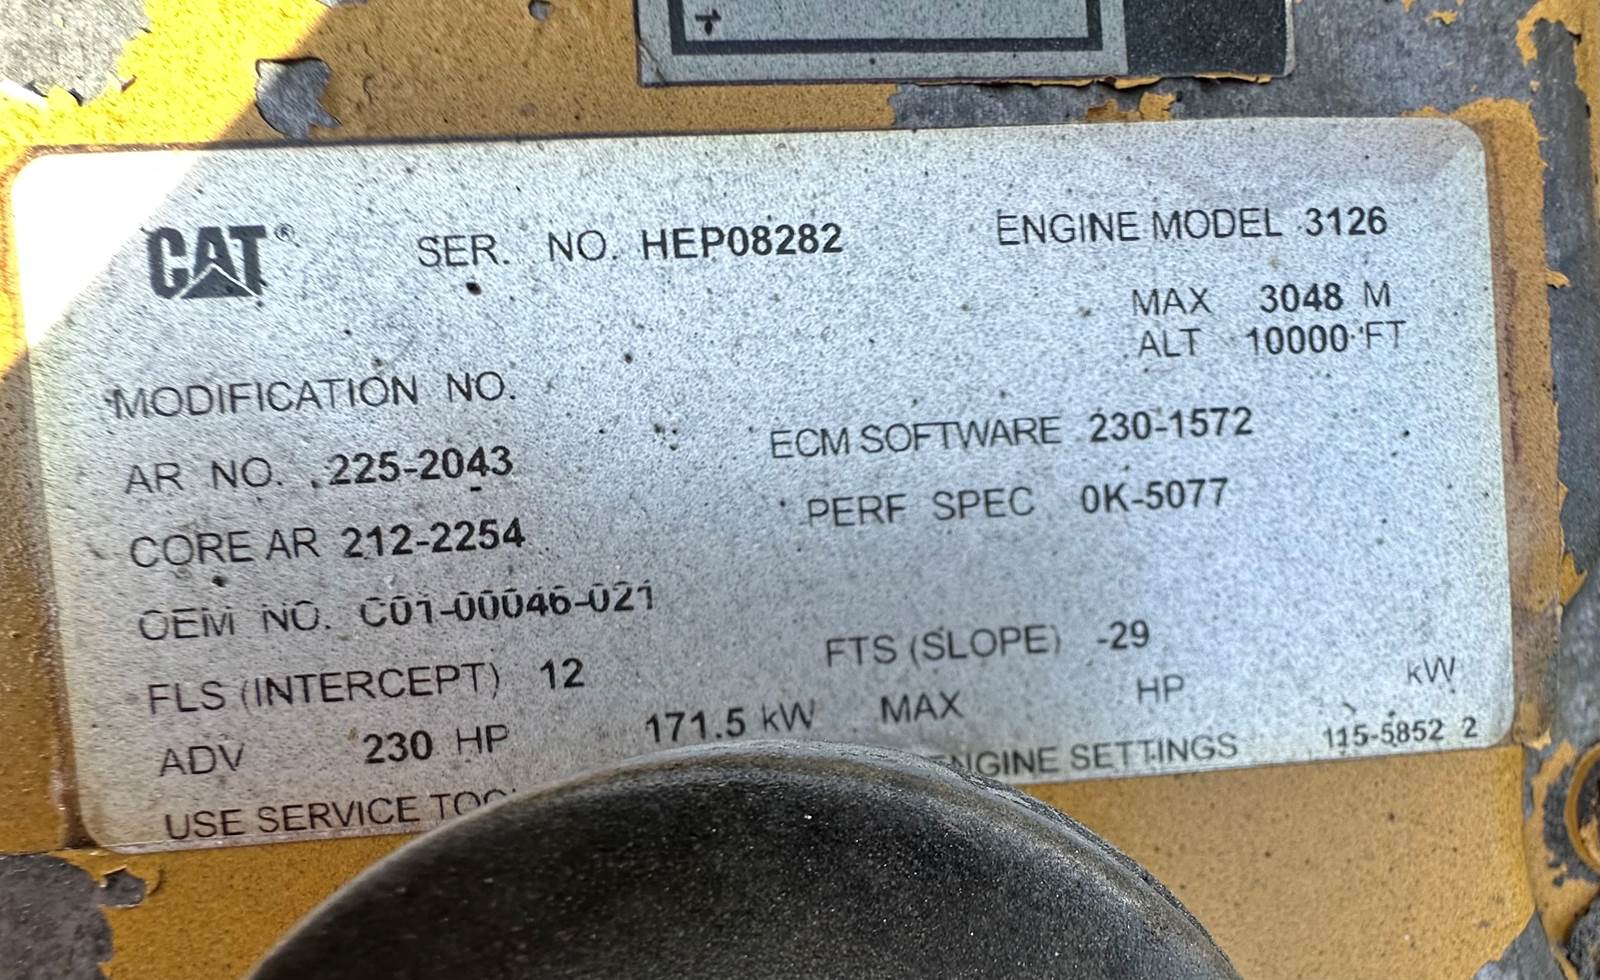 CAT® SER. NO. HEP08282 ENGINE MODEL 3126
MAX 3048 M
ALT 10000 FT
MODIFICATION NO.
AR NO. 225-2043 ECM SOFTWARE 230-1572
CORE AR 212-2254 PERF SPEC 0K-5077
OEM NO. C01-00046-021
FLS (INTERCEPT) 12 FTS (SLOPE) -29
ADV 230 HP 171.5 kW MAX HP kW
USE SERVICE SETTINGS 115-5852 2